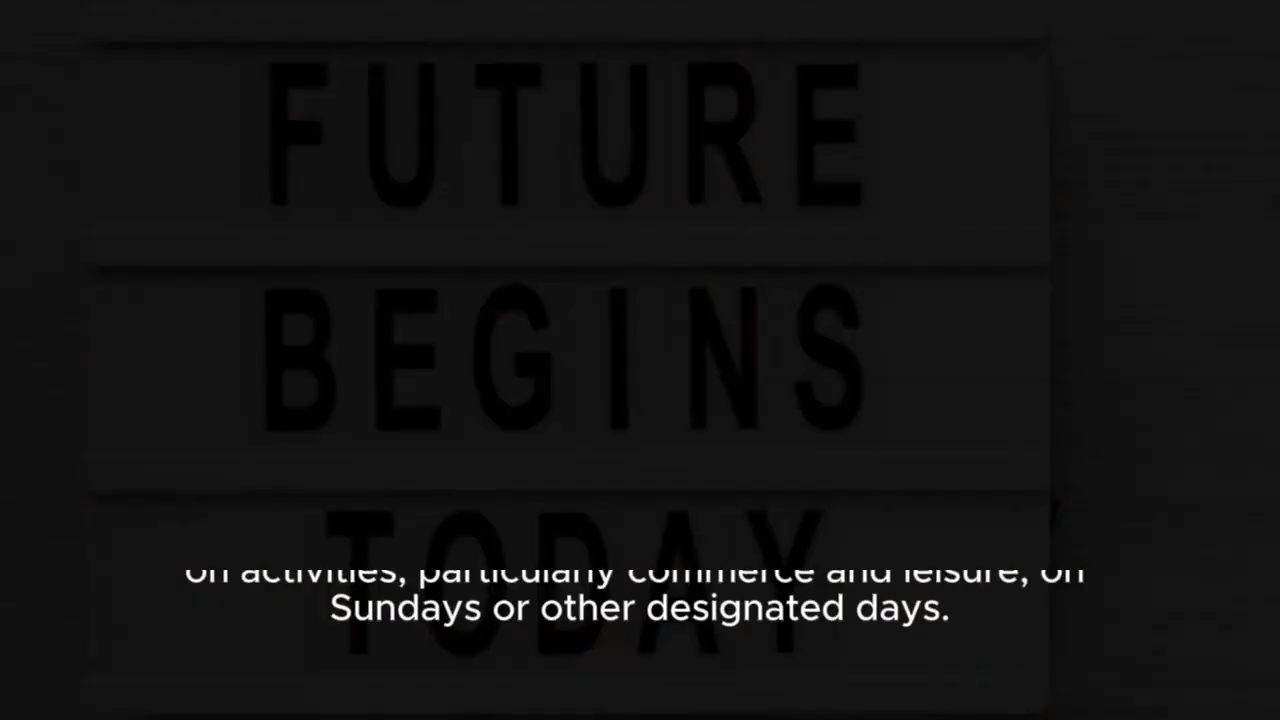 FUTURE
BEGINS
TODAY
on activities, particularly commerce and leisure, on
Sundays or other designated days.